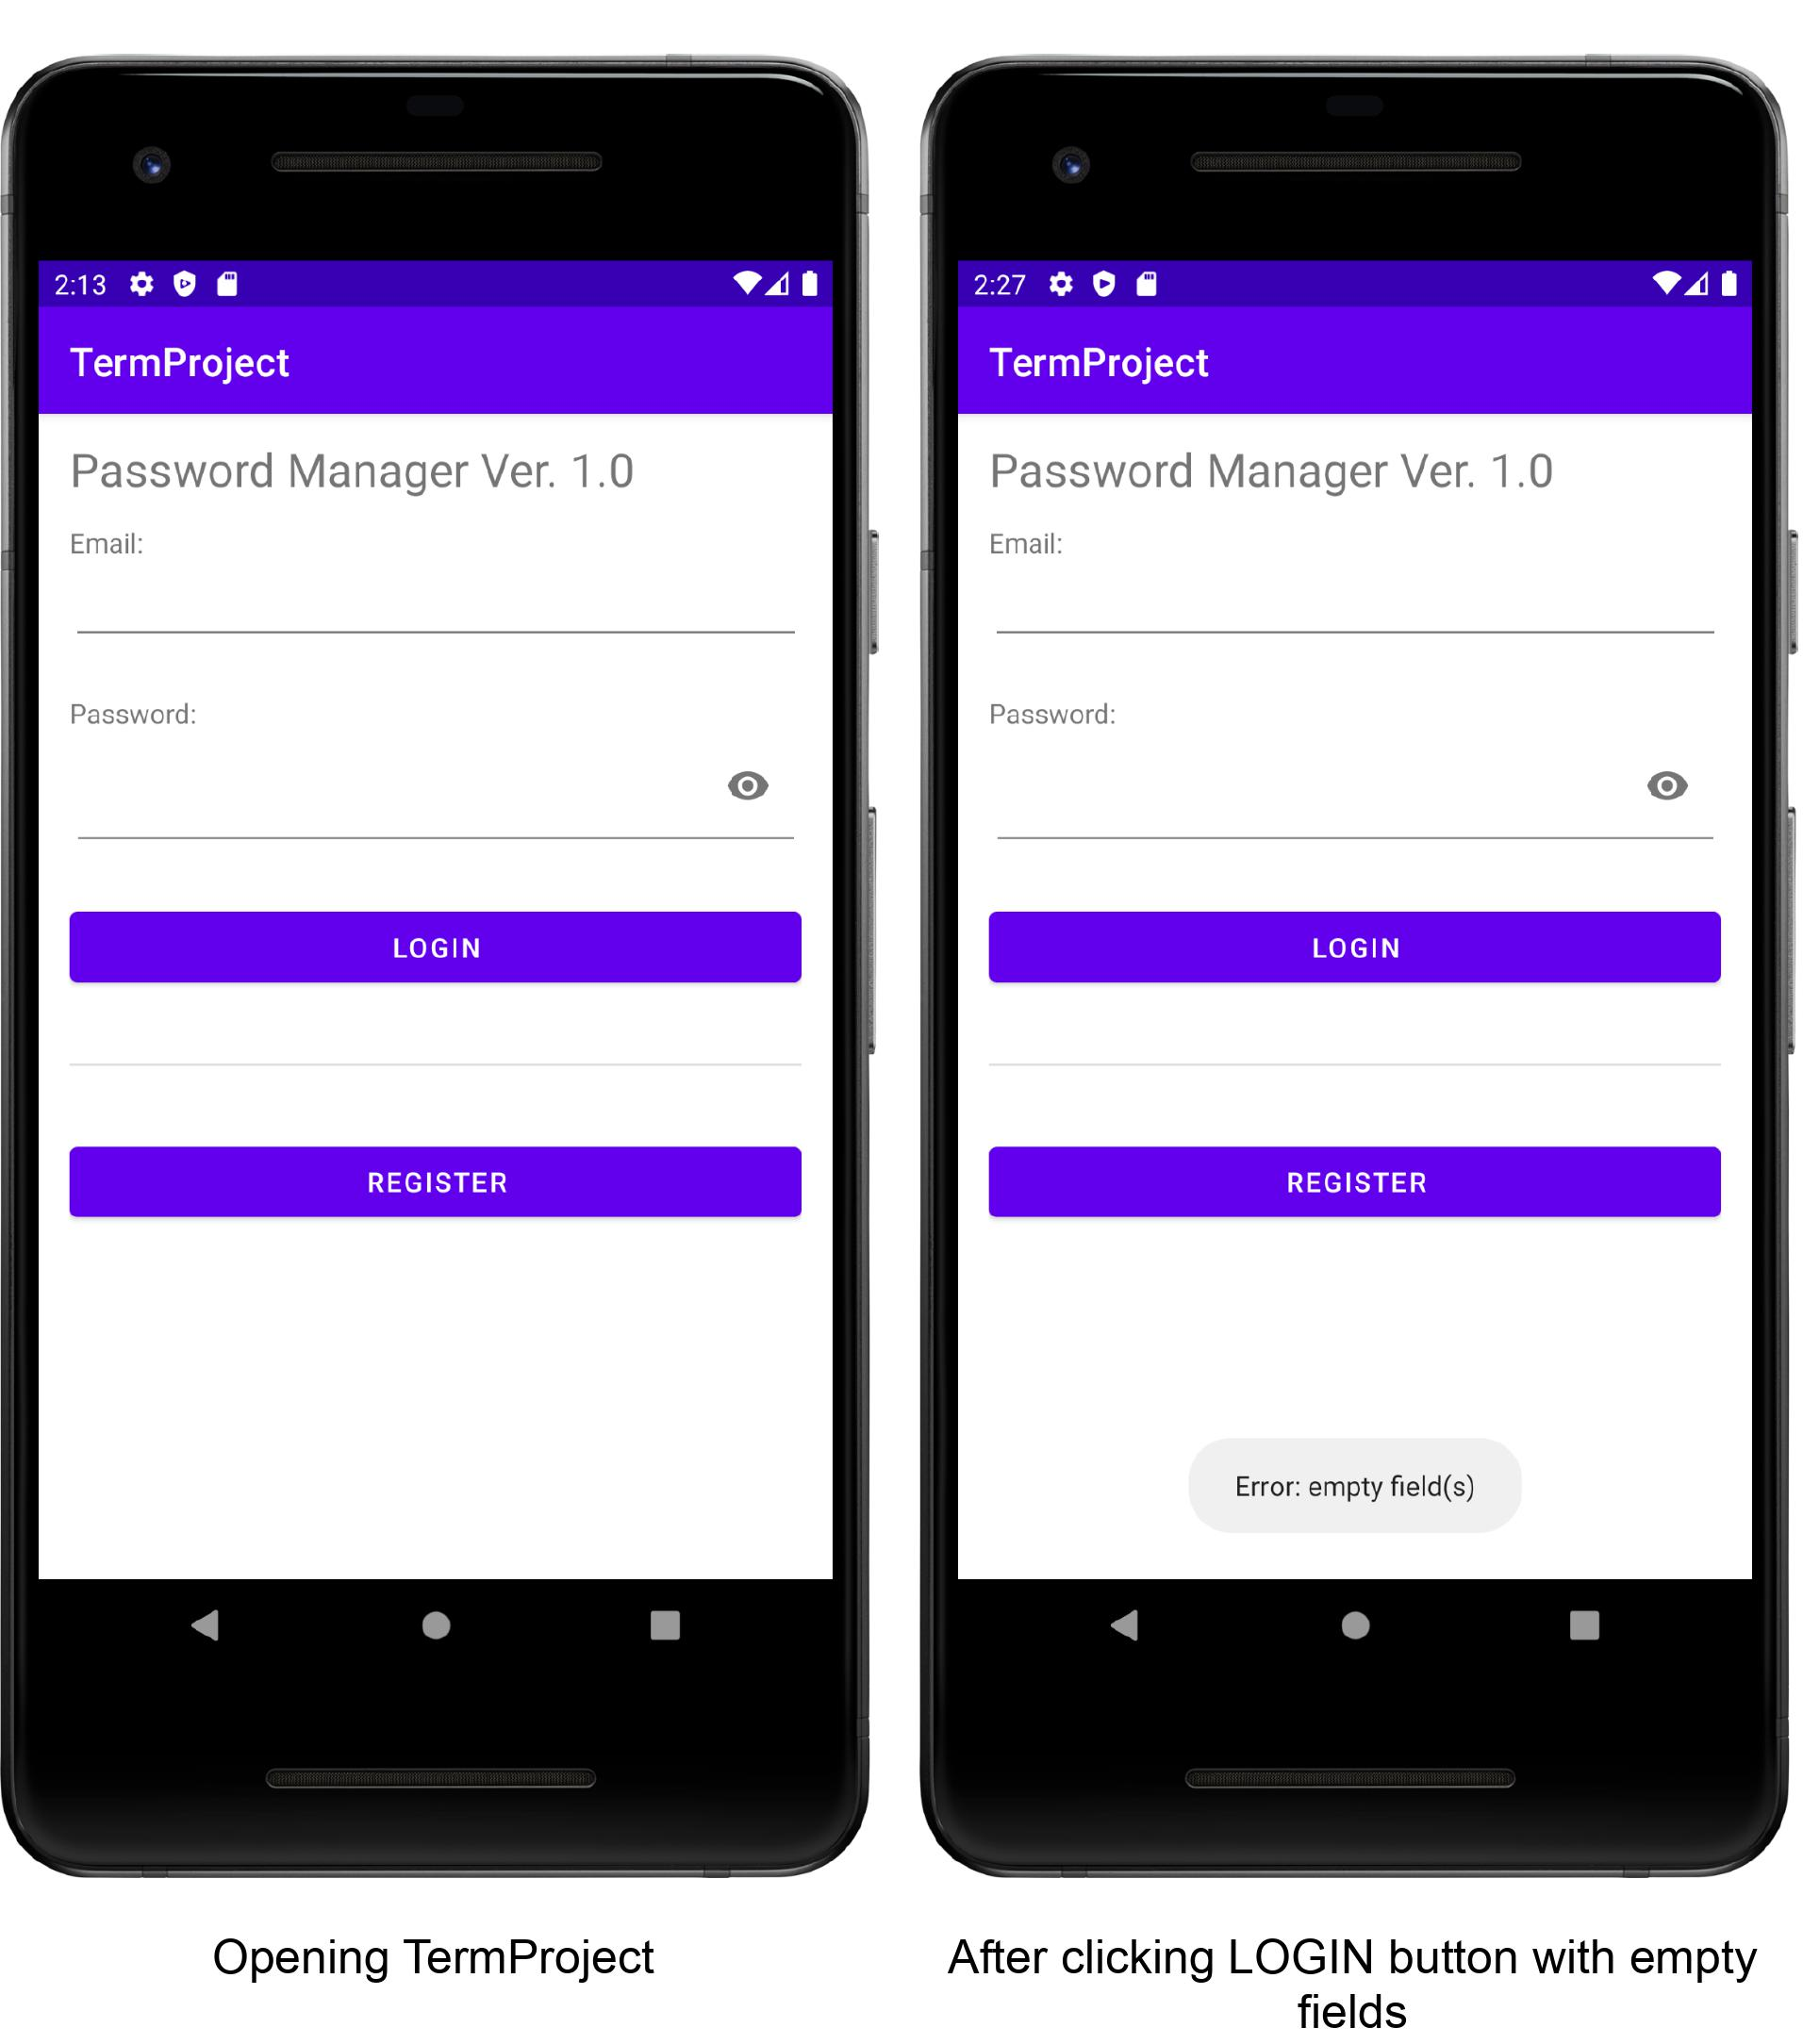 2:13
TermProject
Password Manager Ver. 1.0
Email:
Password:
LOGIN
REGISTER
Opening TermProject
2:27
TermProject
Password Manager Ver. 1.0
Email:
Password:
LOGIN
REGISTER
Error: empty field(s)
After clicking LOGIN button with empty
fields